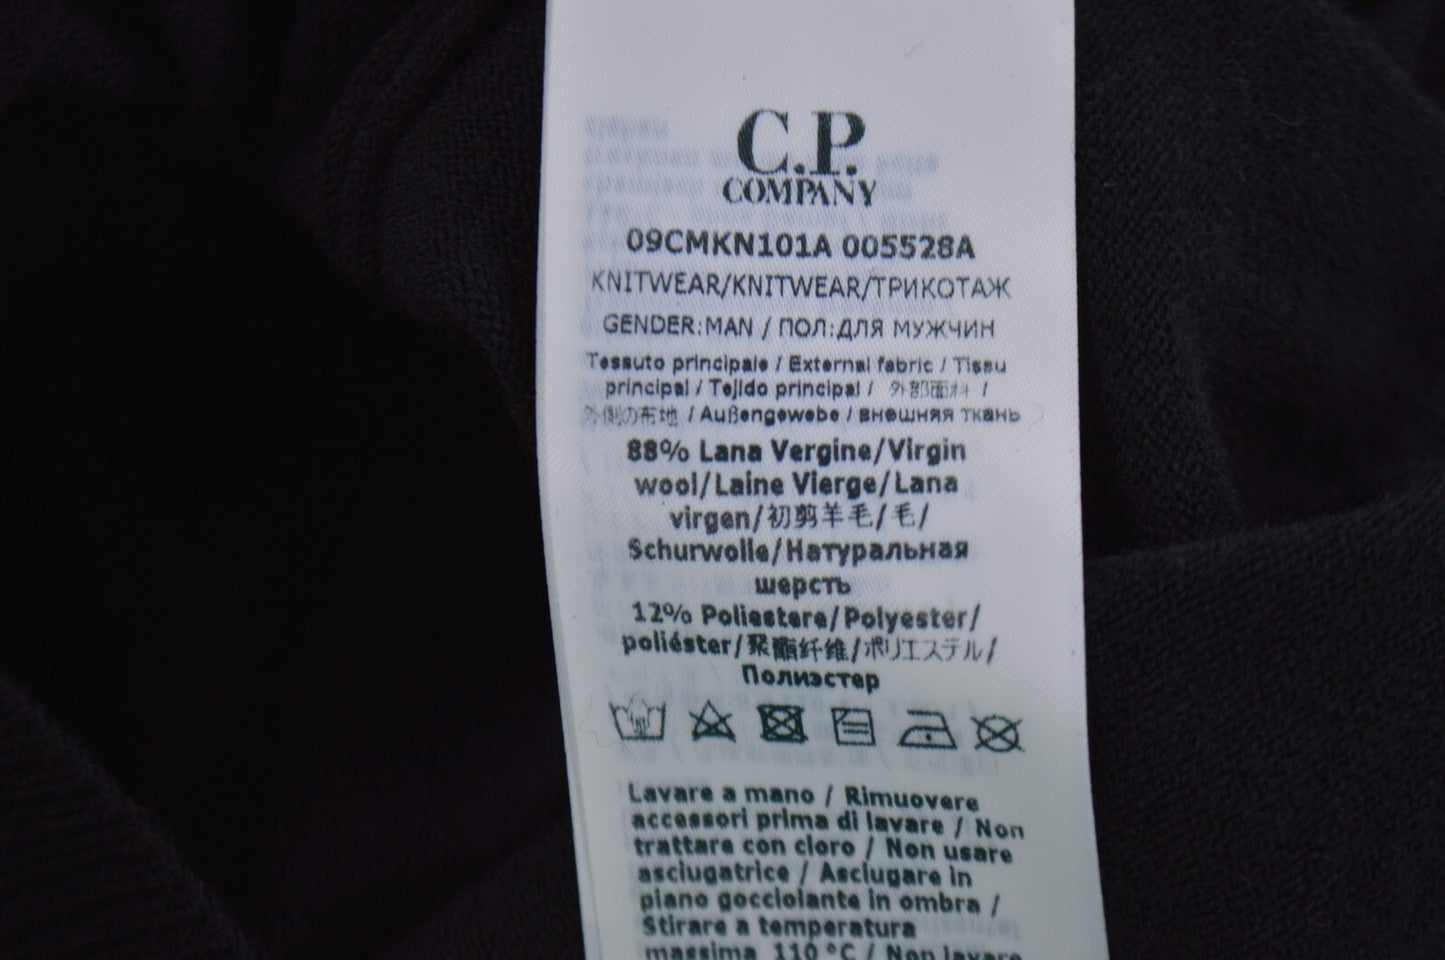 C.P.
COMPANY
09CMKN101A 005528A
KNITWEAR/KNITWEAR/ТРИКОТАЖ
GENDER:MAN / ПОЛ:ДЛЯ МУЖЧИН
Tessuto principale / External fabric / Tissu
principal / Tejido principal / 外部面料 /
外側の布地 / Außengewebe / внешняя ткань
88% Lana Vergine/Virgin
wool/Laine Vierge/Lana
virgen/初剪羊毛/毛/
Schurwolle/Натуральная
шерсть
12% Poliestere/Polyester/
poliéster/聚酯纤维/ポリエステル/
Полиэстер
Lavare a mano / Rimuovere
accessori prima di lavare / Non
trattare con cloro / Non usare
asciugatrice / Asciugare in
piano gocciolante in ombra /
Stirare a temperatura
massima 110 °C / Non lavare